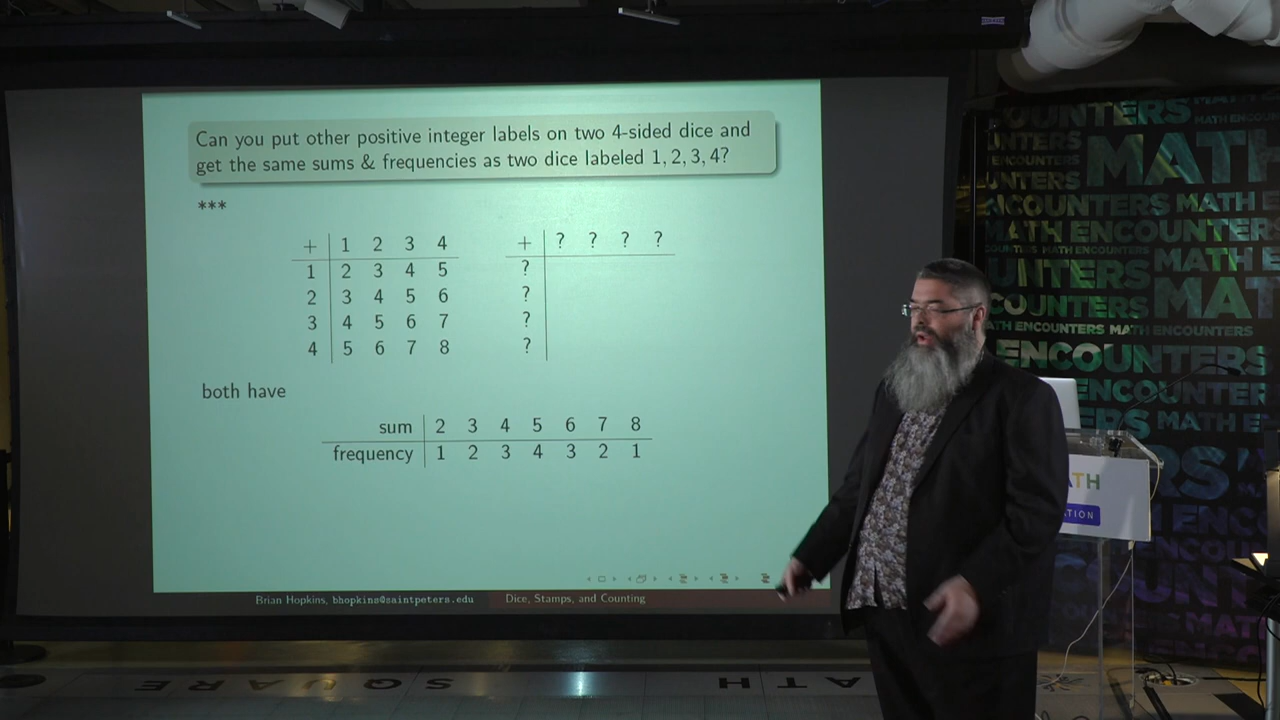 Can you put other positive integer labels on two 4-sided dice and
get the same sums & frequencies as two dice labeled 1, 2, 3, 4?
***
+ 1 2 3 4
1 2 3 4 5
2 3 4 5 6
3 4 5 6 7
4 5 6 7 8
+ ? ? ? ?
?
?
?
?
both have
sum 2 3 4 5 6 7 8
frequency 1 2 3 4 3 2 1
Brian Hopkins, bhopkins@saintpeters.edu
Dice, Stamps, and Counting
MATH
ENCOUNTERS
MATH ENCOUNTERS
MATH SQUARE